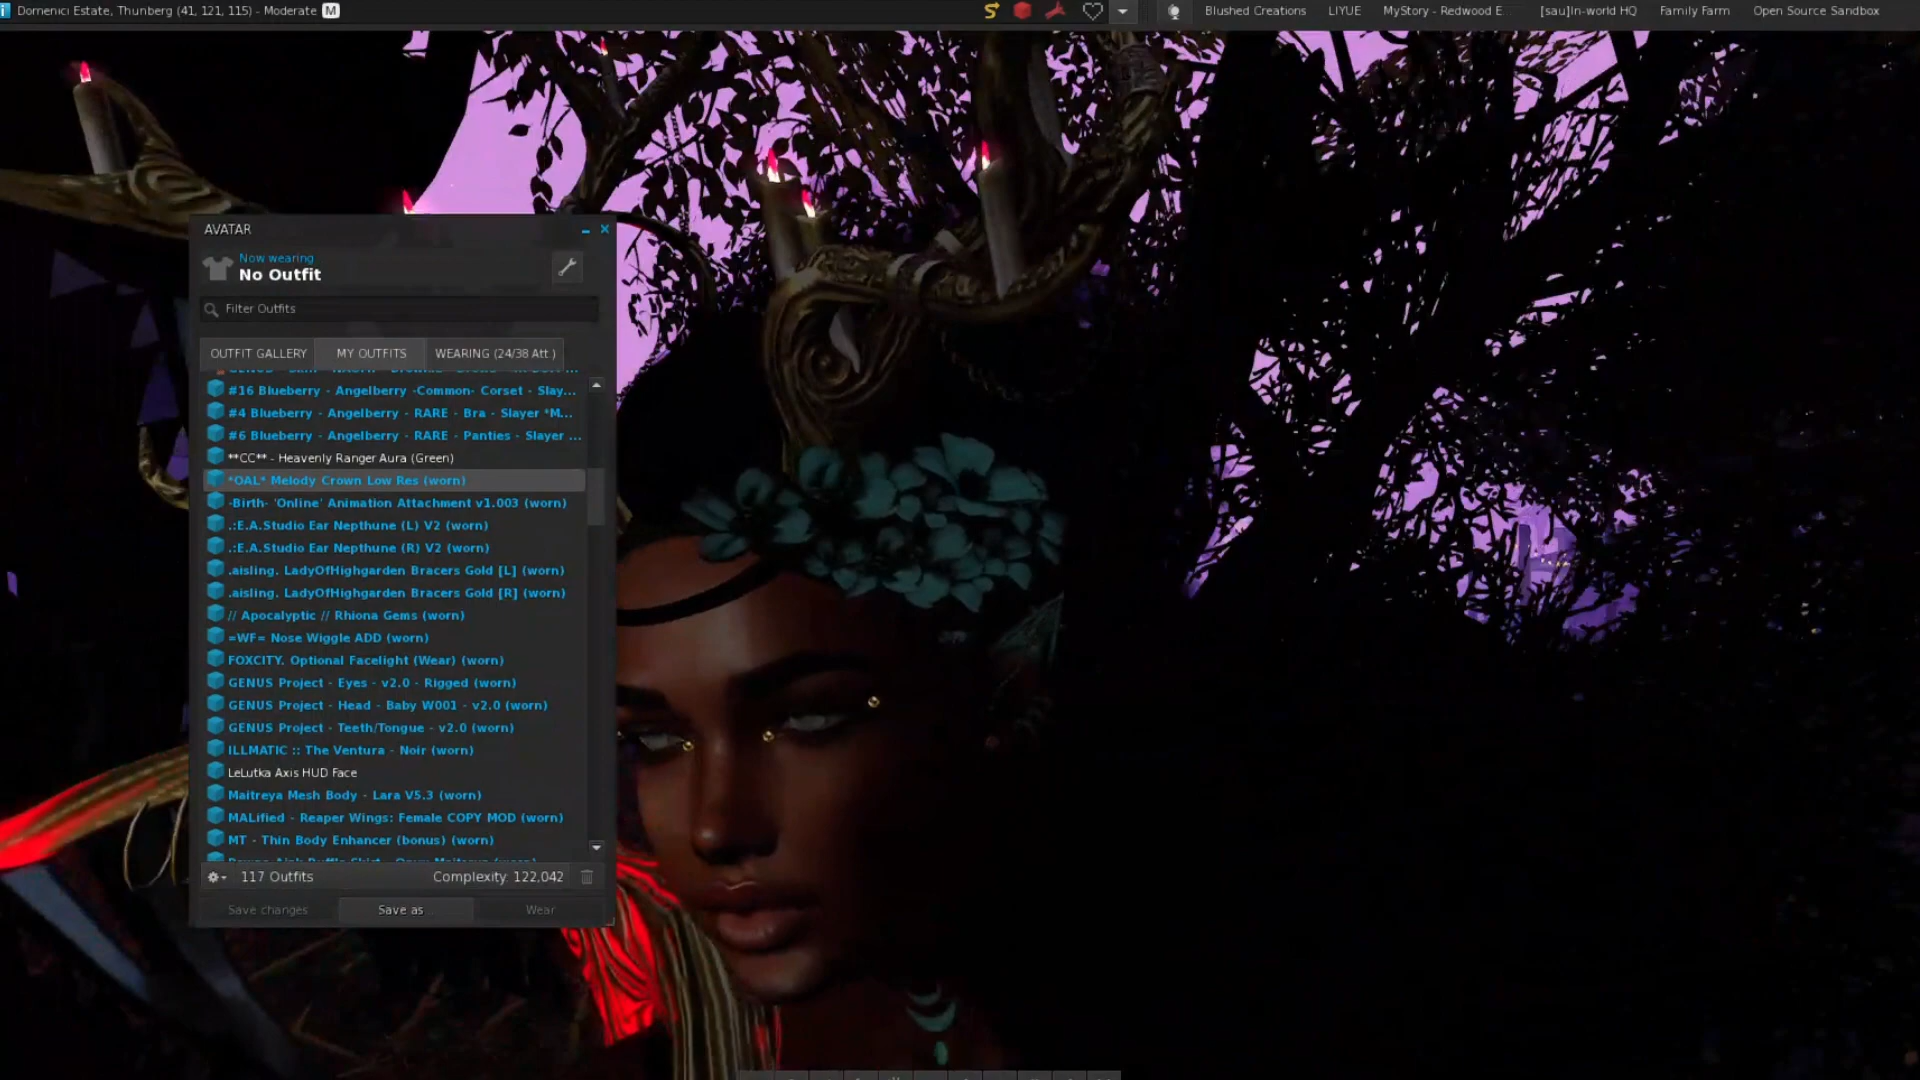 Domenici Estate, Thunberg (41, 121, 115) - Moderate M
Blushed Creations LIYUE MyStory - Redwood E... [sau]In-world HQ Family Farm Open Source Sandbox
AVATAR
Now wearing
No Outfit
Filter Outfits
OUTFIT GALLERY MY OUTFITS WEARING (24/38 Att.)
#16 Blueberry - Angelberry -Common- Corset - Slay...
#4 Blueberry - Angelberry - RARE - Bra - Slayer *M...
#6 Blueberry - Angelberry - RARE - Panties - Slayer ...
**CC** - Heavenly Ranger Aura (Green)
*OAL* Melody Crown Low Res (worn)
-Birth- 'Online' Animation Attachment v1.003 (worn)
.:E.A.Studio Ear Nepthune (L) V2 (worn)
.:E.A.Studio Ear Nepthune (R) V2 (worn)
.aisling. LadyOfHighgarden Bracers Gold [L] (worn)
.aisling. LadyOfHighgarden Bracers Gold [R] (worn)
// Apocalyptic // Rhiona Gems (worn)
=WF= Nose Wiggle ADD (worn)
FOXCITY. Optional Facelight (Wear) (worn)
GENUS Project - Eyes - v2.0 - Rigged (worn)
GENUS Project - Head - Baby W001 - v2.0 (worn)
GENUS Project - Teeth/Tongue - v2.0 (worn)
ILLMATIC :: The Ventura - Noir (worn)
LeLutka Axis HUD Face
Maitreya Mesh Body - Lara V5.3 (worn)
MALified - Reaper Wings: Female COPY MOD (worn)
MT - Thin Body Enhancer (bonus) (worn)
117 Outfits Complexity: 122,042
Save changes Save as Wear